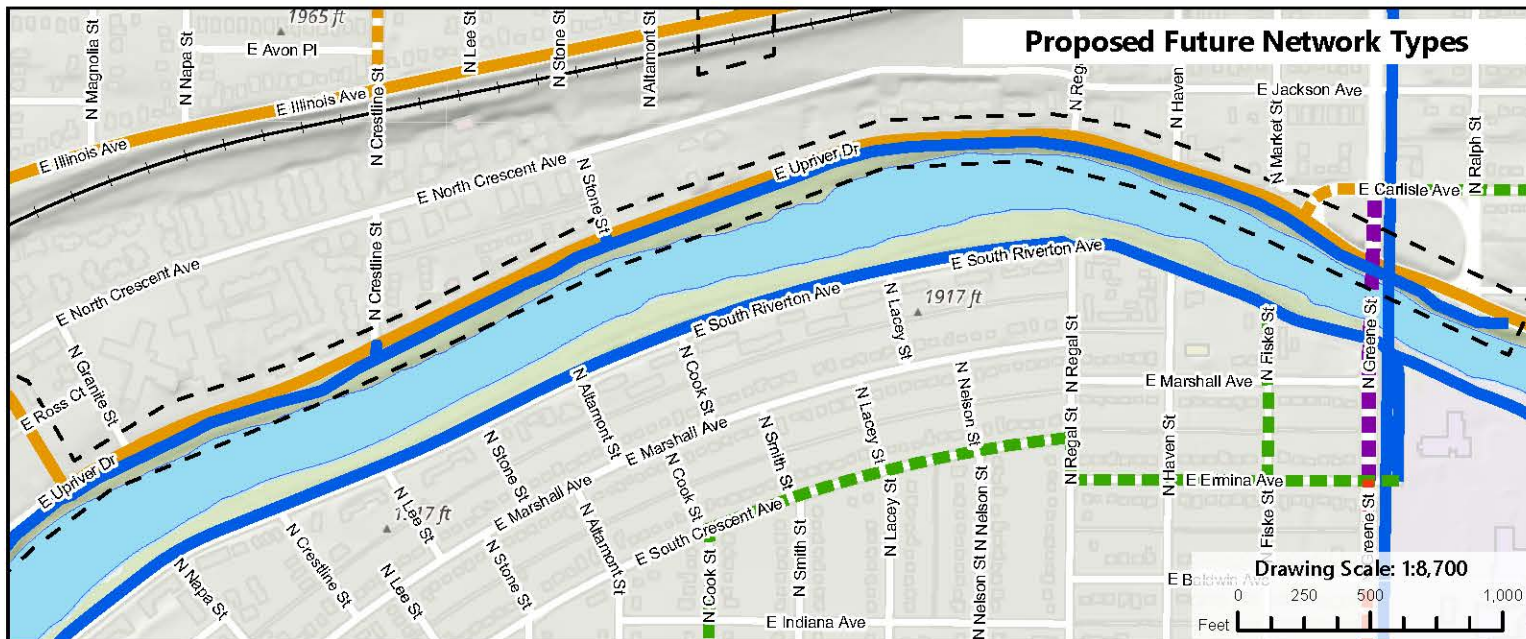 Proposed Future Network Types
1965 ft
E Avon Pl
N Magnolia St
N Napa St
N Crestline St
N Lee St
N Stone St
N Altamont St
E Illinois Ave
E Illinois Ave
N Haven
E Jackson Ave
N Market St
N Ralph St
E North Crescent Ave
N Stone St
E Upriver Dr
E Carlisle Ave
E North Crescent Ave
N Crestline St
E South Riverton Ave
E South Riverton Ave
N Lacey St
1917 ft
N Granite St
E Ross Ct
N Cook St
N Altamont St
N Regal St
N Fiske St
N Greene St
E Marshall Ave
N Nelson St
N Lacey St
N Smith St
E Marshall Ave
N Stone St
E Upriver Dr
N Cook St
N Regal St
N Haven St
E Ermina Ave
E Marshall Ave
E South Crescent Ave
N Lee St
N Altamont St
N Lacey St
N Nelson St
N Crestline St
N Stone St
N Smith St
N Nelson St
N Fiske St
Greene St
N Napa St
N Lee St
N Cook St
E Indiana Ave
Drawing Scale: 1:8,700
0 250 500 1,000
Feet